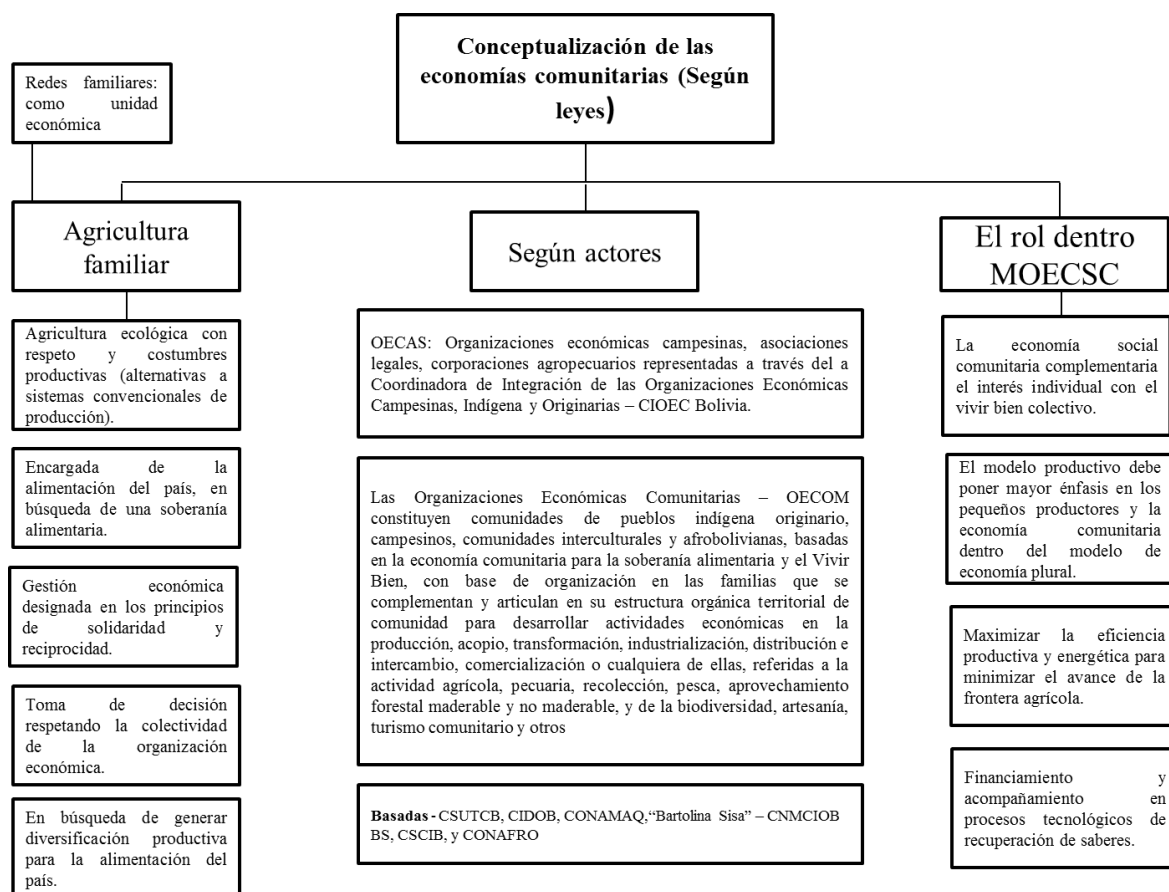 Conceptualización de las
economías comunitarias (Según
leyes)
Redes familiares:
como unidad
económica
Agricultura
familiar
Agricultura ecológica con
respeto y costumbres
productivas (alternativas a
sistemas convencionales de
producción).
Encargada de la
alimentación del país, en
búsqueda de una soberanía
alimentaria.
Gestión económica
designada en los principios
de solidaridad y
reciprocidad.
Toma de decisión
respetando la colectividad
de la organización
económica.
En búsqueda de generar
diversificación productiva
para la alimentación del
país.
Según actores
OECAS: Organizaciones económicas campesinas, asociaciones
legales, corporaciones agropecuarios representadas a través del a
Coordinadora de Integración de las Organizaciones Económicas
Campesinas, Indígena y Originarias – CIOEC Bolivia.
Las Organizaciones Económicas Comunitarias – OECOM
constituyen comunidades de pueblos indígena originario,
campesinos, comunidades interculturales y afrobolivianas, basadas
en la economía comunitaria para la soberanía alimentaria y el Vivir
Bien, con base de organización en las familias que se
complementan y articulan en su estructura orgánica territorial de
comunidad para desarrollar actividades económicas en la
producción, acopio, transformación, industrialización, distribución e
intercambio, comercialización o cualquiera de ellas, referidas a la
actividad agrícola, pecuaria, recolección, pesca, aprovechamiento
forestal maderable y no maderable, y de la biodiversidad, artesanía,
turismo comunitario y otros
Basadas - CSUTCB, CIDOB, CONAMAQ,“Bartolina Sisa” – CNMCIOB
BS, CSCIB, y CONAFRO
El rol dentro
MOECSC
La economía social
comunitaria complementaria
el interés individual con el
vivir bien colectivo.
El modelo productivo debe
poner mayor énfasis en los
pequeños productores y la
economía comunitaria
dentro del modelo de
economía plural.
Maximizar la eficiencia
productiva y energética para
minimizar el avance de la
frontera agrícola.
Financiamiento y
acompañamiento en
procesos tecnológicos de
recuperación de saberes.